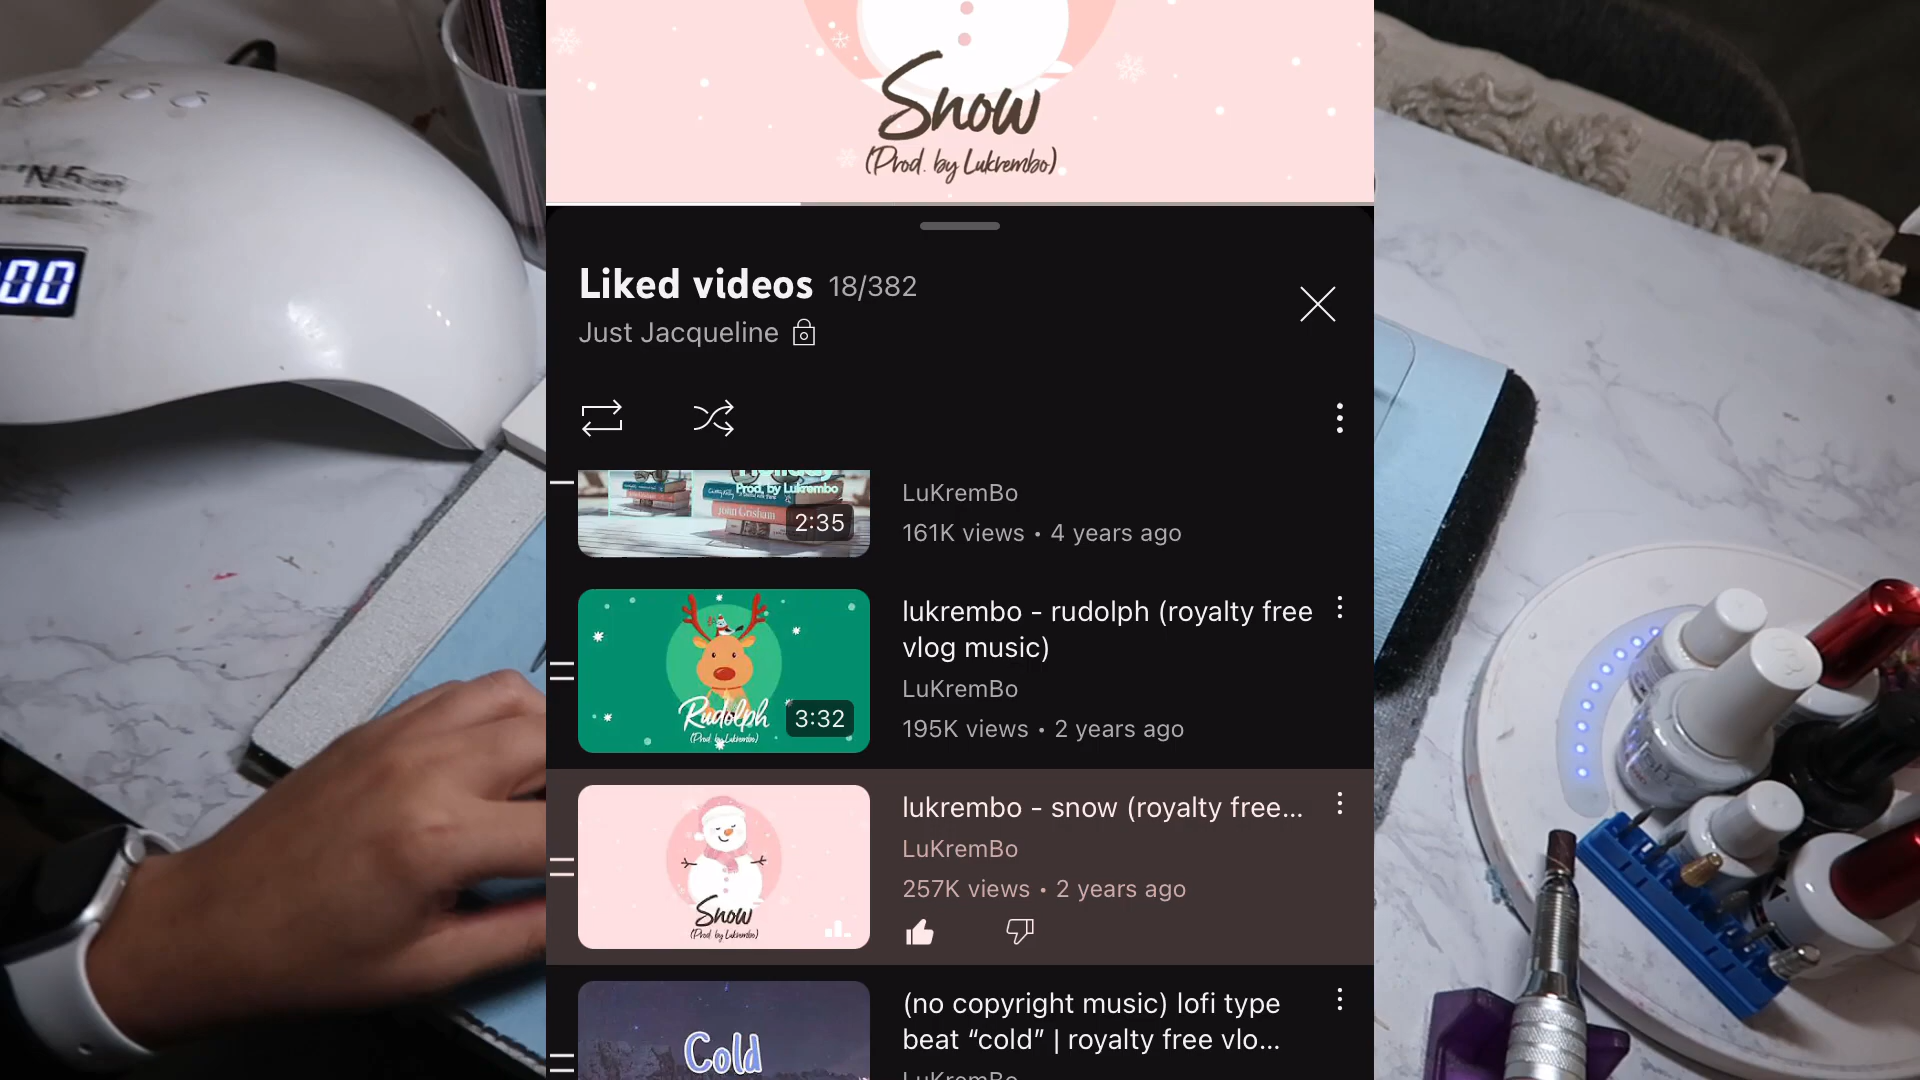 Snow
(Prod. by Lukrembo)
Liked videos 18/382
Just Jacqueline
Prod. by Lukrembo
John Grisham
2:35
LuKremBo
161K views • 4 years ago
Rudolph
(Prod. by Lukrembo)
3:32
lukrembo - rudolph (royalty free
vlog music)
LuKremBo
195K views • 2 years ago
Snow
(Prod. by Lukrembo)
lukrembo - snow (royalty free...
LuKremBo
257K views • 2 years ago
Cold
(no copyright music) lofi type
beat “cold” | royalty free vlo...
LuKremBo
00